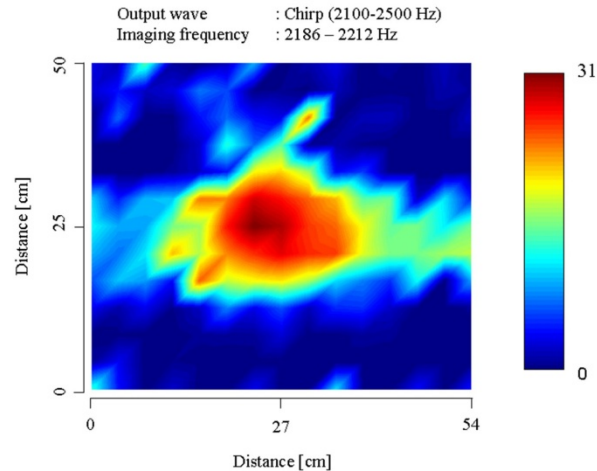 Output wave : Chirp (2100-2500 Hz)
Imaging frequency : 2186 – 2212 Hz
50
25
0
Distance [cm]
0 27 54
Distance [cm]
31
0